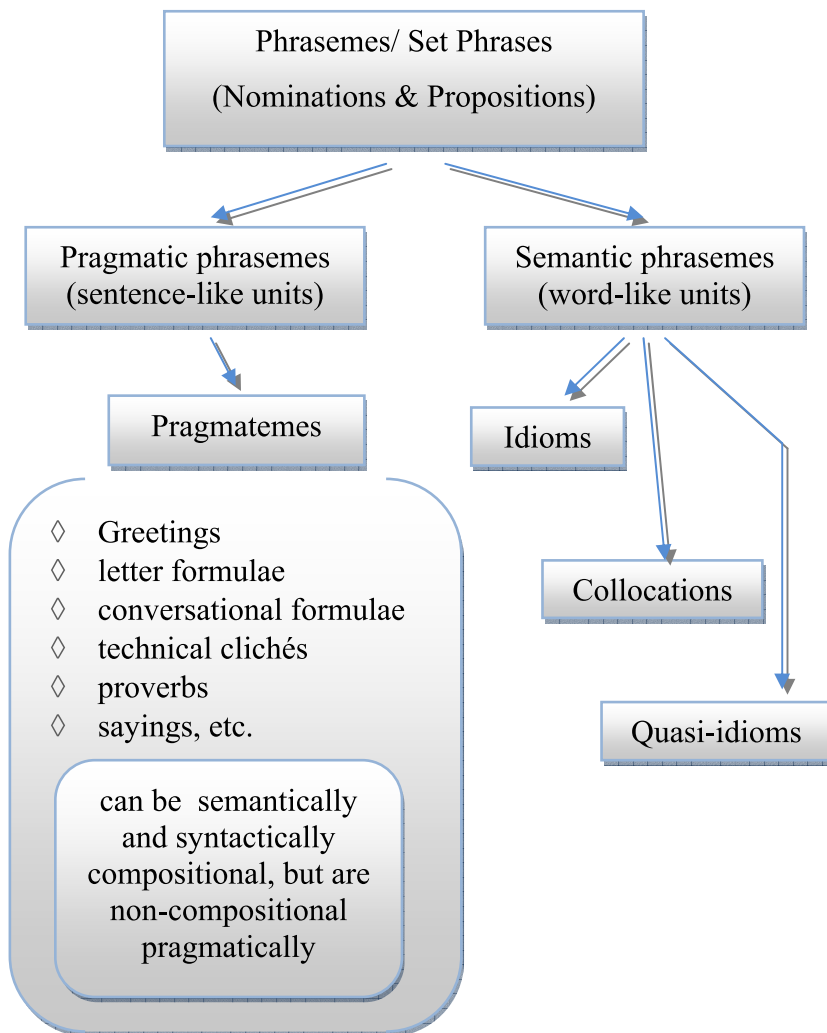 Phrasemes/ Set Phrases
(Nominations & Propositions)
Pragmatic phrasemes
(sentence-like units)
Semantic phrasemes
(word-like units)
Pragmatemes
Idioms
◊ Greetings
◊ letter formulae
◊ conversational formulae
◊ technical clichés
◊ proverbs
◊ sayings, etc.
Collocations
Quasi-idioms
can be semantically
and syntactically
compositional, but are
non-compositional
pragmatically